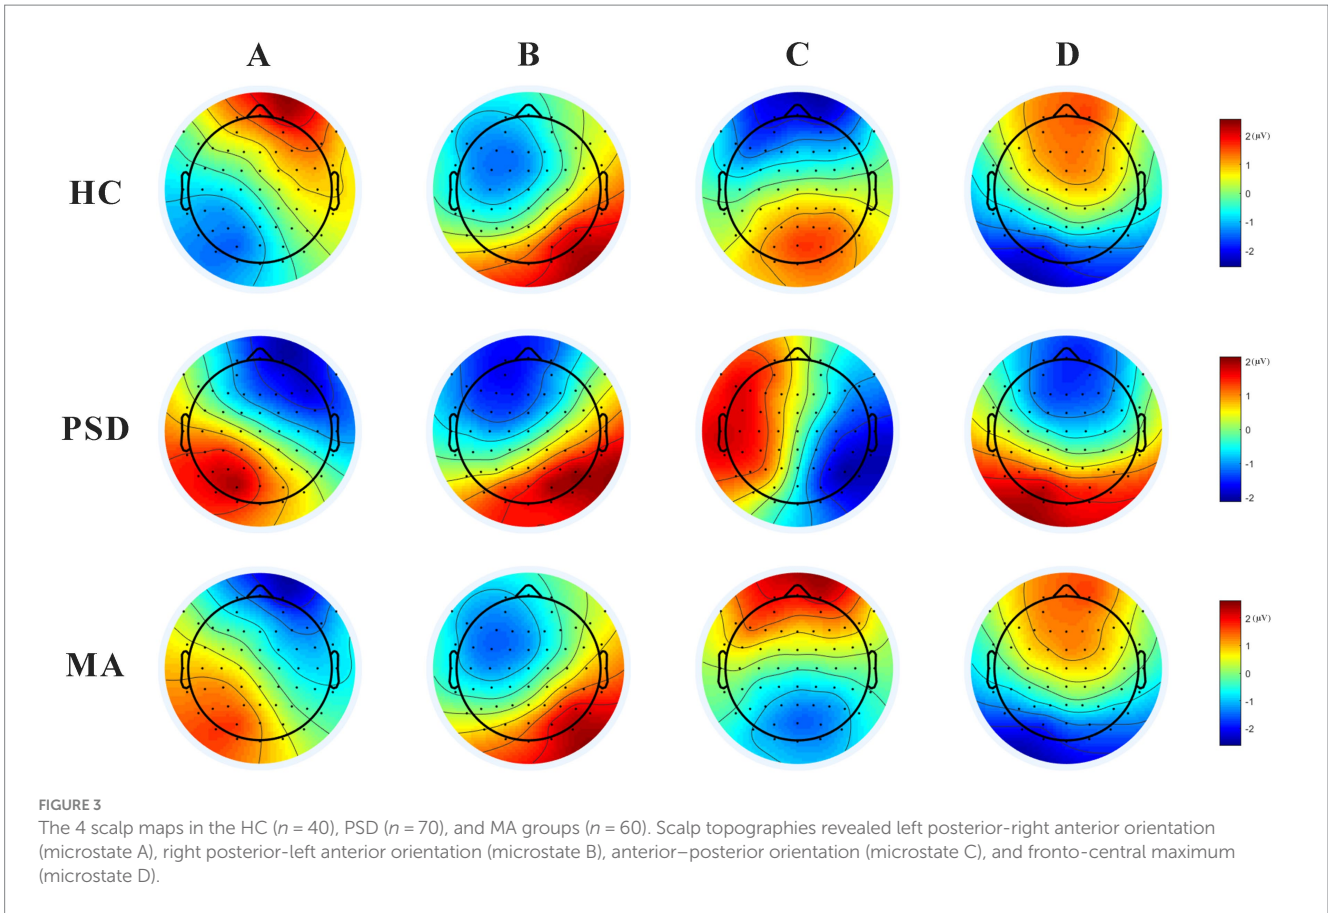 A B C D
HC
2 (μV)
1
0
-1
-2
PSD
2 (μV)
1
0
-1
-2
MA
2 (μV)
1
0
-1
-2
FIGURE 3
The 4 scalp maps in the HC (n = 40), PSD (n = 70), and MA groups (n = 60). Scalp topographies revealed left posterior-right anterior orientation
(microstate A), right posterior-left anterior orientation (microstate B), anterior–posterior orientation (microstate C), and fronto-central maximum
(microstate D).